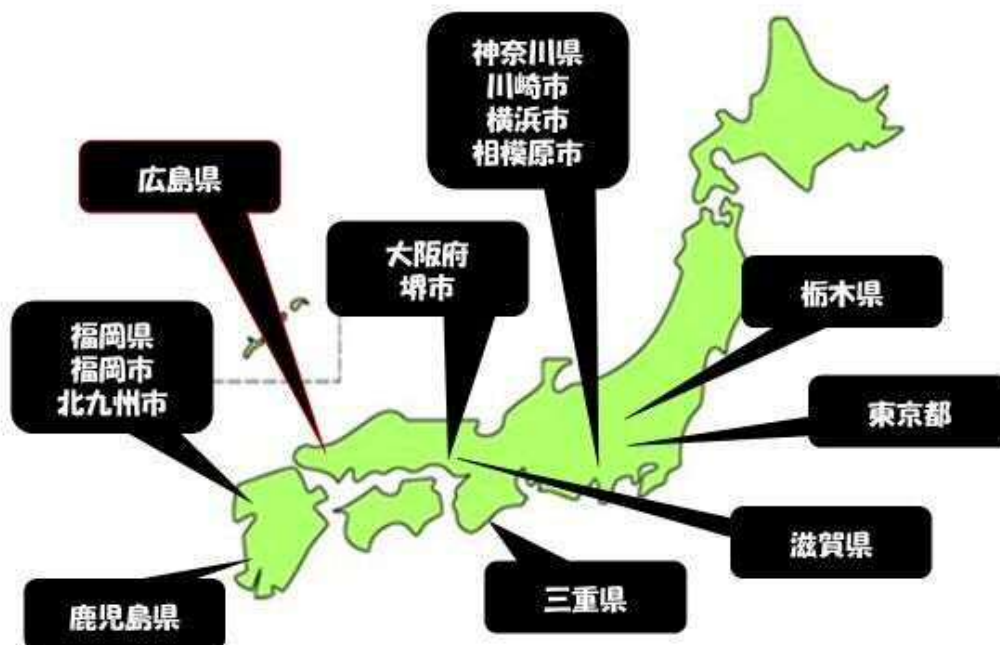 神奈川県
川崎市
横浜市
相模原市
広島県
大阪府
堺市
栃木県
福岡県
福岡市
北九州市
東京都
滋賀県
三重県
鹿児島県